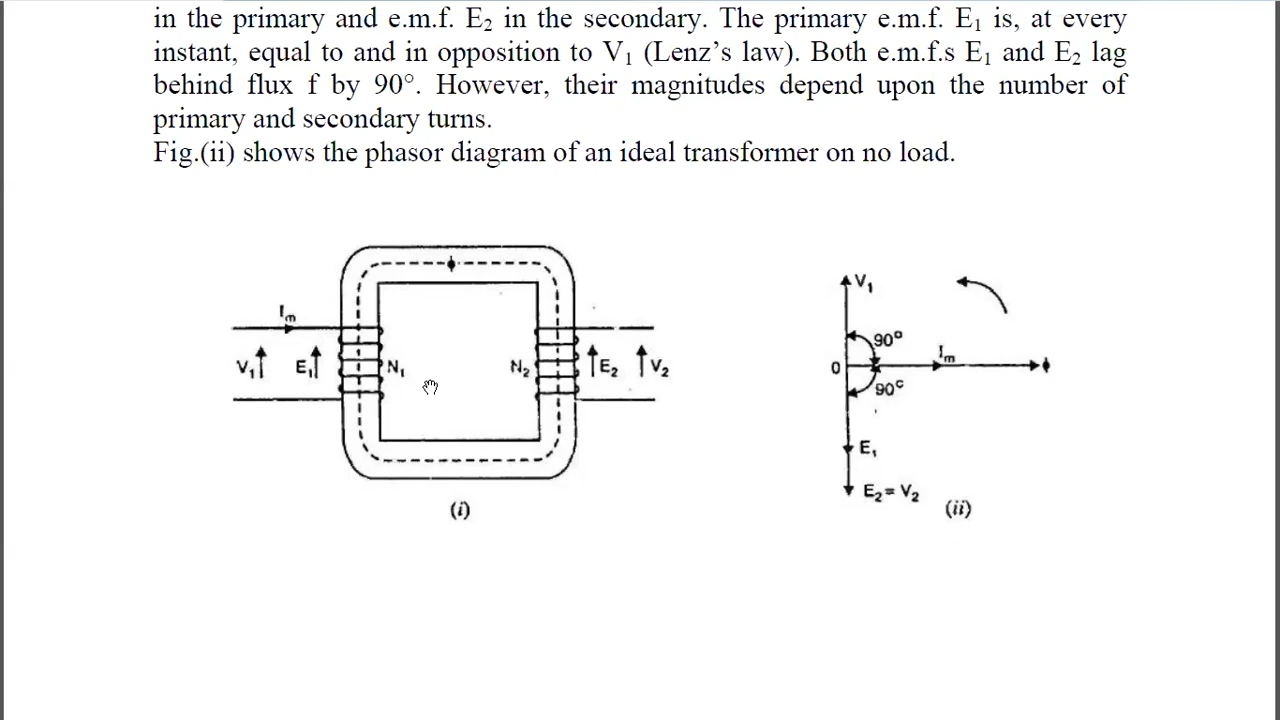 in the primary and e.m.f. E₂ in the secondary. The primary e.m.f. E₁ is, at every
instant, equal to and in opposition to V₁ (Lenz’s law). Both e.m.f.s E₁ and E₂ lag
behind flux f by 90°. However, their magnitudes depend upon the number of
primary and secondary turns.
Fig.(ii) shows the phasor diagram of an ideal transformer on no load.
ϕ
Iₘ
V₁ E₁ N₁ N₂ E₂ V₂
(i)
V₁
90°
0 Iₘ ϕ
90°
E₁
E₂ = V₂
(ii)